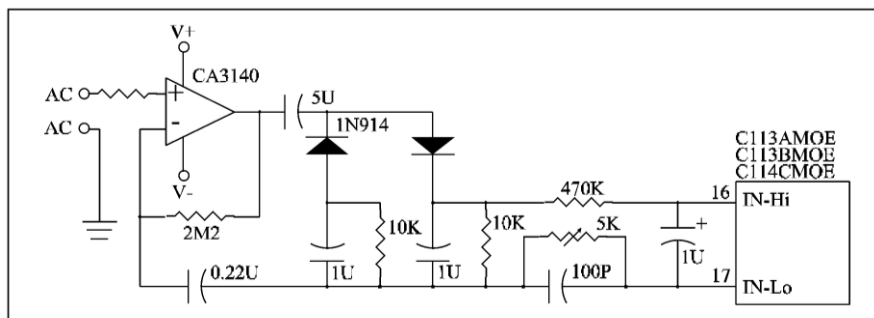 V+
CA3140
AC
5U
AC
1N914
C113AMOE
C113BMOE
C114CMOE
V-
470K
16
IN-Hi
2M2
10K
10K
5K
+
1U
0.22U
1U
1U
100P
17
IN-Lo
+
-